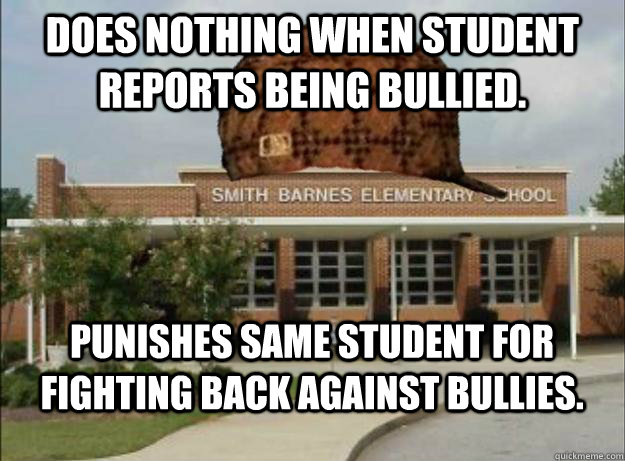 DOES NOTHING WHEN STUDENT
REPORTS BEING BULLIED.
SMITH BARNES ELEMENTARY SCHOOL
PUNISHES SAME STUDENT FOR
FIGHTING BACK AGAINST BULLIES.
quickmeme.com